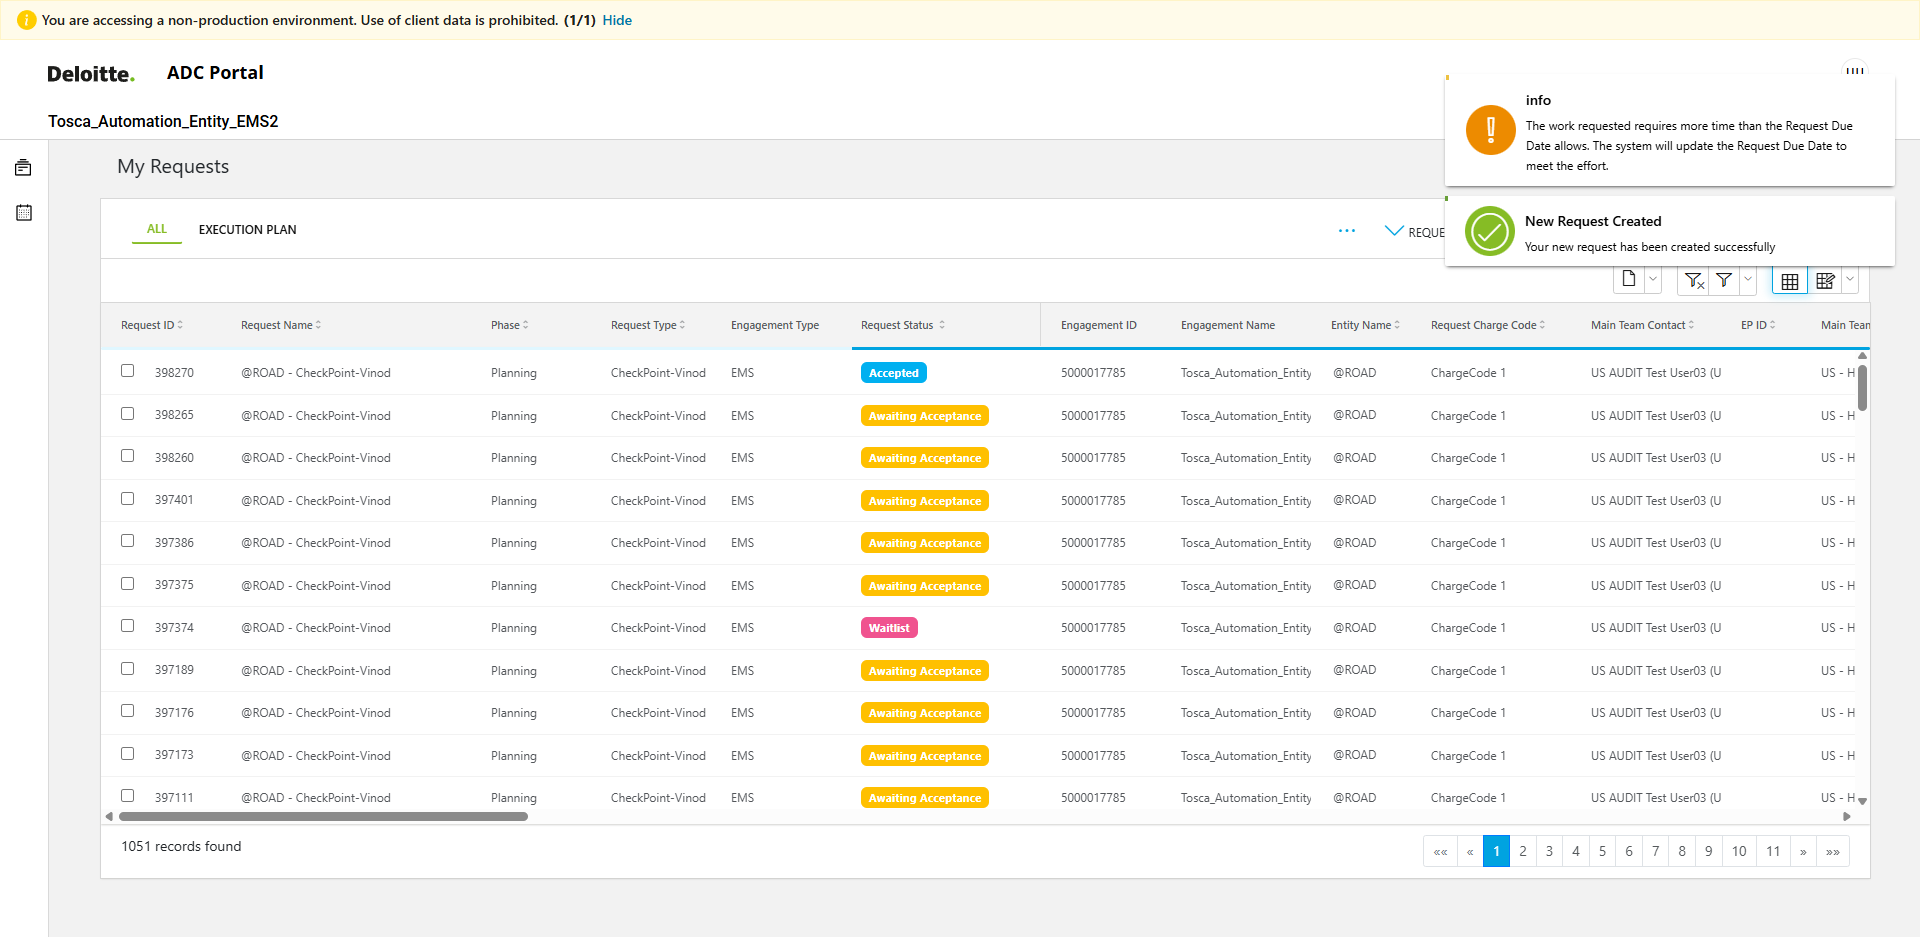 You are accessing a non-production environment. Use of client data is prohibited. (1/1) Hide
Deloitte. ADC Portal
Tosca_Automation_Entity_EMS2
info
The work requested requires more time than the Request Due
Date allows. The system will update the Request Due Date to
meet the effort.
My Requests
New Request Created
Your new request has been created successfully
ALL EXECUTION PLAN ... REQUE
Request ID Request Name Phase Request Type Engagement Type Request Status Engagement ID Engagement Name Entity Name Request Charge Code Main Team Contact EP ID Main Tean
398270 @ROAD - CheckPoint-Vinod Planning CheckPoint-Vinod EMS Accepted 5000017785 Tosca_Automation_Entity @ROAD ChargeCode 1 US AUDIT Test User03 (U US - H
398265 @ROAD - CheckPoint-Vinod Planning CheckPoint-Vinod EMS Awaiting Acceptance 5000017785 Tosca_Automation_Entity @ROAD ChargeCode 1 US AUDIT Test User03 (U US - H
398260 @ROAD - CheckPoint-Vinod Planning CheckPoint-Vinod EMS Awaiting Acceptance 5000017785 Tosca_Automation_Entity @ROAD ChargeCode 1 US AUDIT Test User03 (U US - H
397401 @ROAD - CheckPoint-Vinod Planning CheckPoint-Vinod EMS Awaiting Acceptance 5000017785 Tosca_Automation_Entity @ROAD ChargeCode 1 US AUDIT Test User03 (U US - H
397386 @ROAD - CheckPoint-Vinod Planning CheckPoint-Vinod EMS Awaiting Acceptance 5000017785 Tosca_Automation_Entity @ROAD ChargeCode 1 US AUDIT Test User03 (U US - H
397375 @ROAD - CheckPoint-Vinod Planning CheckPoint-Vinod EMS Awaiting Acceptance 5000017785 Tosca_Automation_Entity @ROAD ChargeCode 1 US AUDIT Test User03 (U US - H
397374 @ROAD - CheckPoint-Vinod Planning CheckPoint-Vinod EMS Waitlist 5000017785 Tosca_Automation_Entity @ROAD ChargeCode 1 US AUDIT Test User03 (U US - H
397189 @ROAD - CheckPoint-Vinod Planning CheckPoint-Vinod EMS Awaiting Acceptance 5000017785 Tosca_Automation_Entity @ROAD ChargeCode 1 US AUDIT Test User03 (U US - H
397176 @ROAD - CheckPoint-Vinod Planning CheckPoint-Vinod EMS Awaiting Acceptance 5000017785 Tosca_Automation_Entity @ROAD ChargeCode 1 US AUDIT Test User03 (U US - H
397173 @ROAD - CheckPoint-Vinod Planning CheckPoint-Vinod EMS Awaiting Acceptance 5000017785 Tosca_Automation_Entity @ROAD ChargeCode 1 US AUDIT Test User03 (U US - H
397111 @ROAD - CheckPoint-Vinod Planning CheckPoint-Vinod EMS Awaiting Acceptance 5000017785 Tosca_Automation_Entity @ROAD ChargeCode 1 US AUDIT Test User03 (U US - H
1051 records found «« « 1 2 3 4 5 6 7 8 9 10 11 » »»